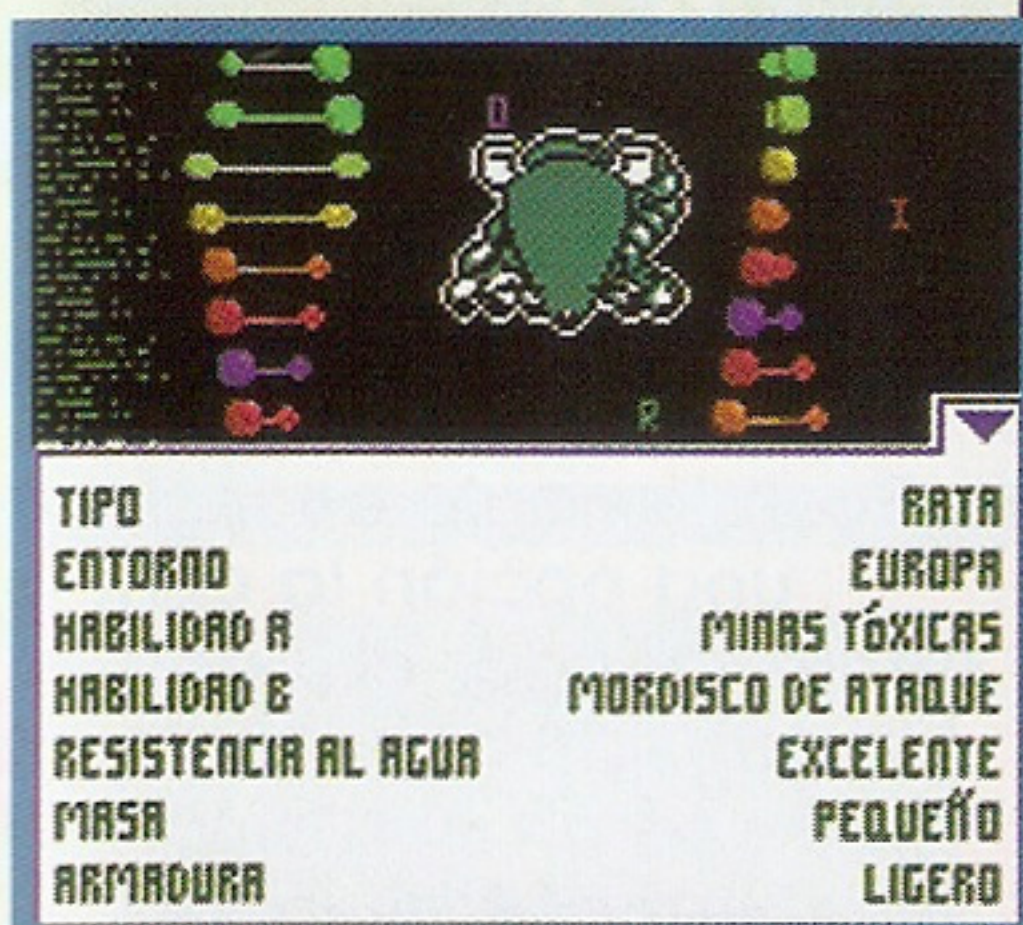 D
I
R
TIPO RATA
ENTORNO EUROPA
HABILIDAD A MINAS TÓXICAS
HABILIDAD B MORDISCO DE ATAQUE
RESISTENCIA AL AGUA EXCELENTE
MASA PEQUEÑO
ARMADURA LIGERO